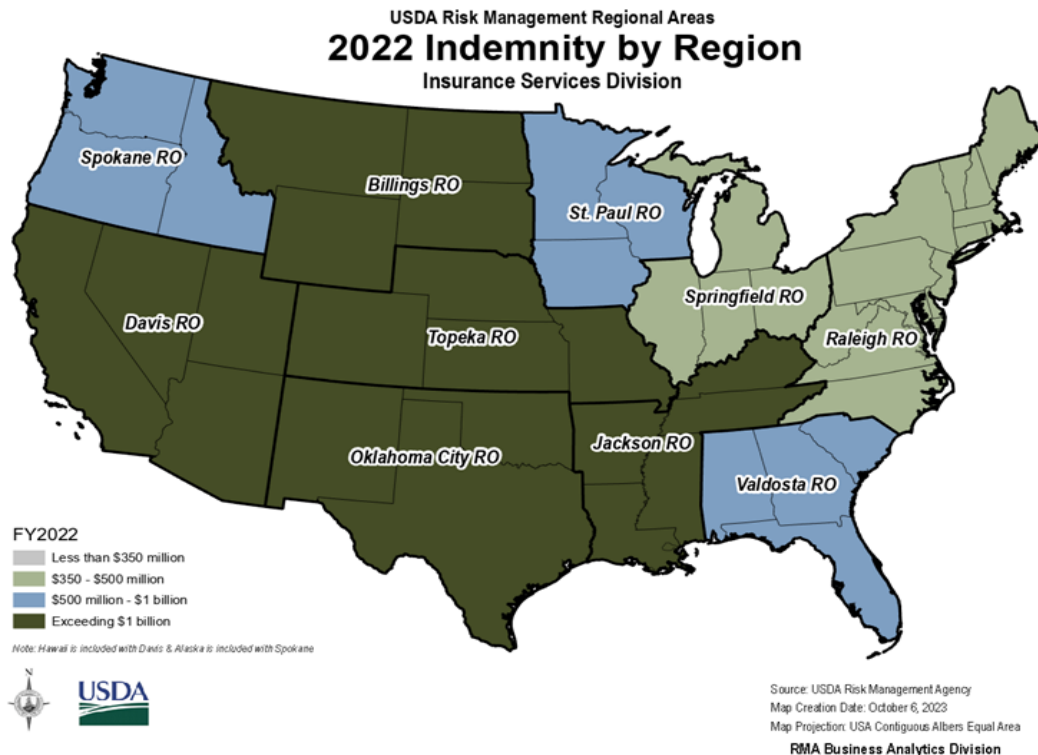 USDA Risk Management Regional Areas
2022 Indemnity by Region
Insurance Services Division
Spokane RO
Billings RO
St. Paul RO
Springfield RO
Davis RO
Topeka RO
Raleigh RO
Jackson RO
Oklahoma City RO
Valdosta RO
FY2022
Less than $350 million
$350 - $500 million
$500 million - $1 billion
Exceeding $1 billion
Note: Hawaii is included with Davis & Alaska is included with Spokane
N
USDA
Source: USDA Risk Management Agency
Map Creation Date: October 6, 2023
Map Projection: USA Contiguous Albers Equal Area
RMA Business Analytics Division